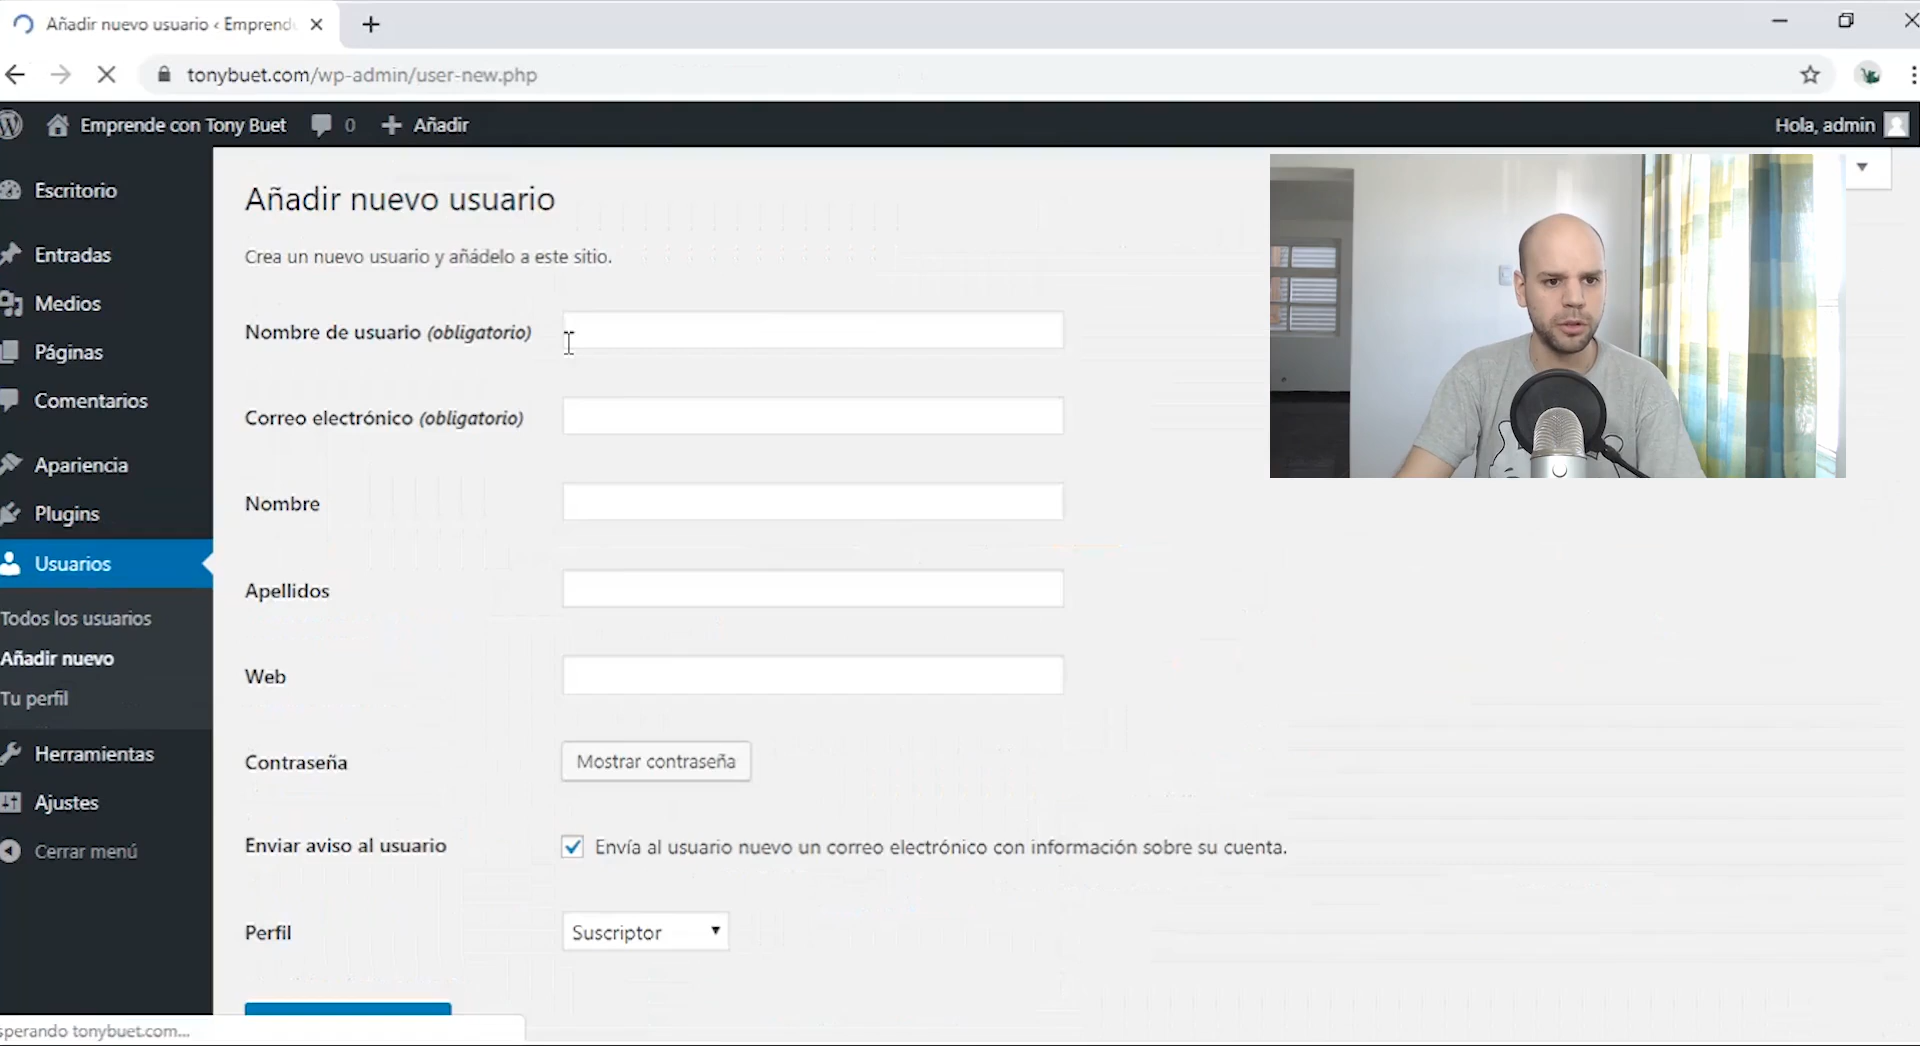 Añadir nuevo usuario ‹ Emprend
tonybuet.com/wp-admin/user-new.php
Emprende con Tony Buet 0 Añadir
Hola, admin
Escritorio
Entradas
Medios
Páginas
Comentarios
Apariencia
Plugins
Usuarios
Todos los usuarios
Añadir nuevo
Tu perfil
Herramientas
Ajustes
Cerrar menú
Añadir nuevo usuario
Crea un nuevo usuario y añádelo a este sitio.
Nombre de usuario (obligatorio)
Correo electrónico (obligatorio)
Nombre
Apellidos
Web
Contraseña Mostrar contraseña
Enviar aviso al usuario Envía al usuario nuevo un correo electrónico con información sobre su cuenta.
Perfil Suscriptor
sperando tonybuet.com...